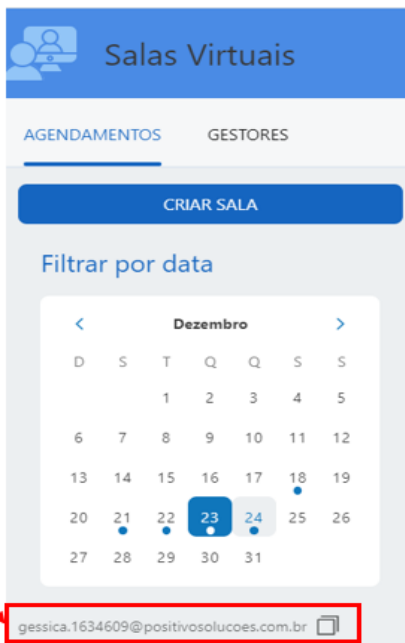 Salas Virtuais
AGENDAMENTOS GESTORES
CRIAR SALA
Filtrar por data
< Dezembro >
D S T Q Q S S
1 2 3 4 5
6 7 8 9 10 11 12
13 14 15 16 17 18 19
20 21 22 23 24 25 26
27 28 29 30 31
gessica.1634609@positivosolucoes.com.br